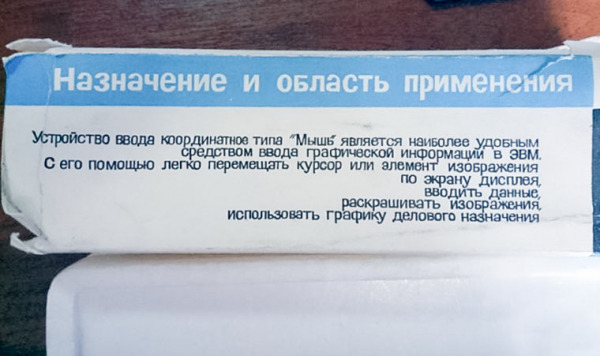 Назначение и область применения
Устройство ввода координатное типа "Мышь" является наиболее удобным
средством ввода графической информации в ЭВМ.
С его помощью легко перемещать курсор или элемент изображения
по экрану дисплея,
вводить данные,
раскрашивать изображения,
использовать графику делового назначения